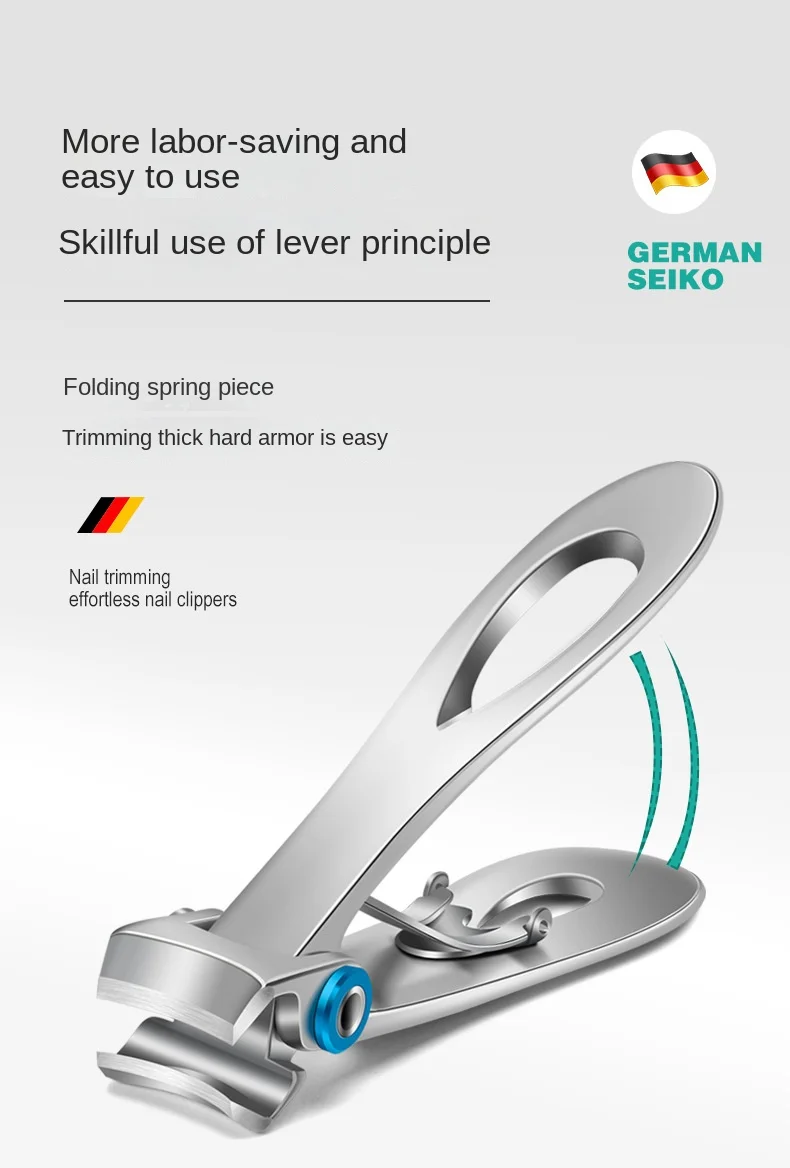 More labor-saving and
easy to use
Skillful use of lever principle
GERMAN
SEIKO
Folding spring piece
Trimming thick hard armor is easy
Nail trimming
effortless nail clippers